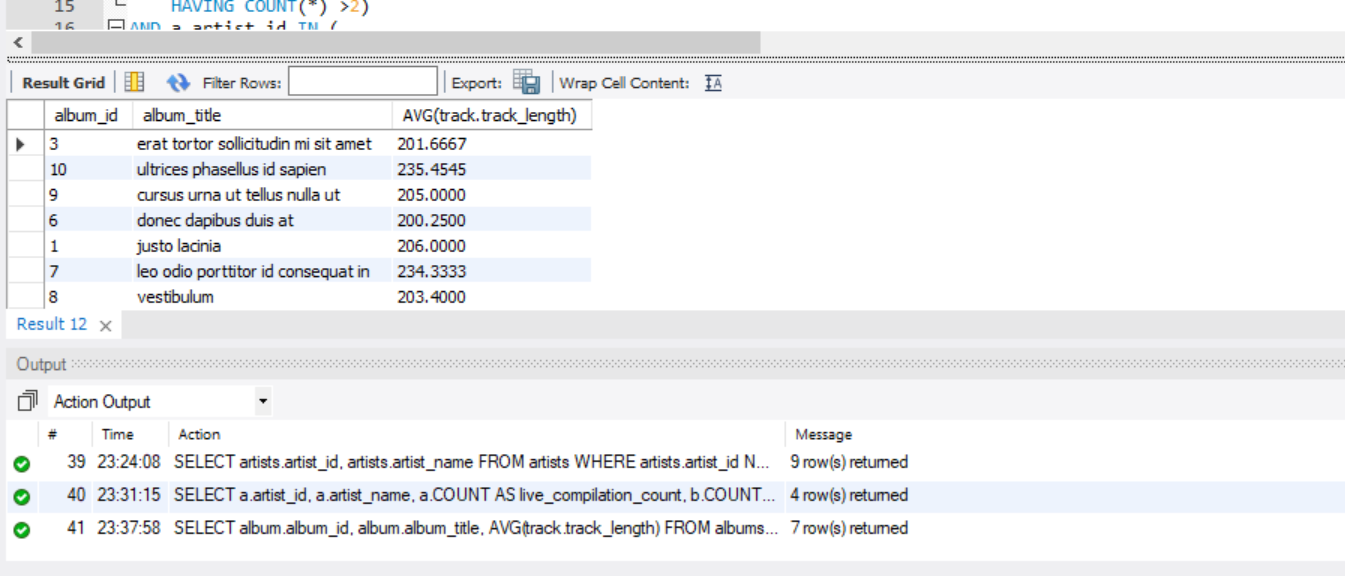 15 HAVING COUNT(*) >2)
16 AND a.artist_id IN (
Result Grid Filter Rows: Export: Wrap Cell Content:
album_id album_title AVG(track.track_length)
3 erat tortor sollicitudin mi sit amet 201.6667
10 ultrices phasellus id sapien 235.4545
9 cursus urna ut tellus nulla ut 205.0000
6 donec dapibus duis at 200.2500
1 justo lacinia 206.0000
7 leo odio porttitor id consequat in 234.3333
8 vestibulum 203.4000
Result 12
Output
Action Output
# Time Action Message
39 23:24:08 SELECT artists.artist_id, artists.artist_name FROM artists WHERE artists.artist_id N... 9 row(s) returned
40 23:31:15 SELECT a.artist_id, a.artist_name, a.COUNT AS live_compilation_count, b.COUNT... 4 row(s) returned
41 23:37:58 SELECT album.album_id, album.album_title, AVG(track.track_length) FROM albums... 7 row(s) returned